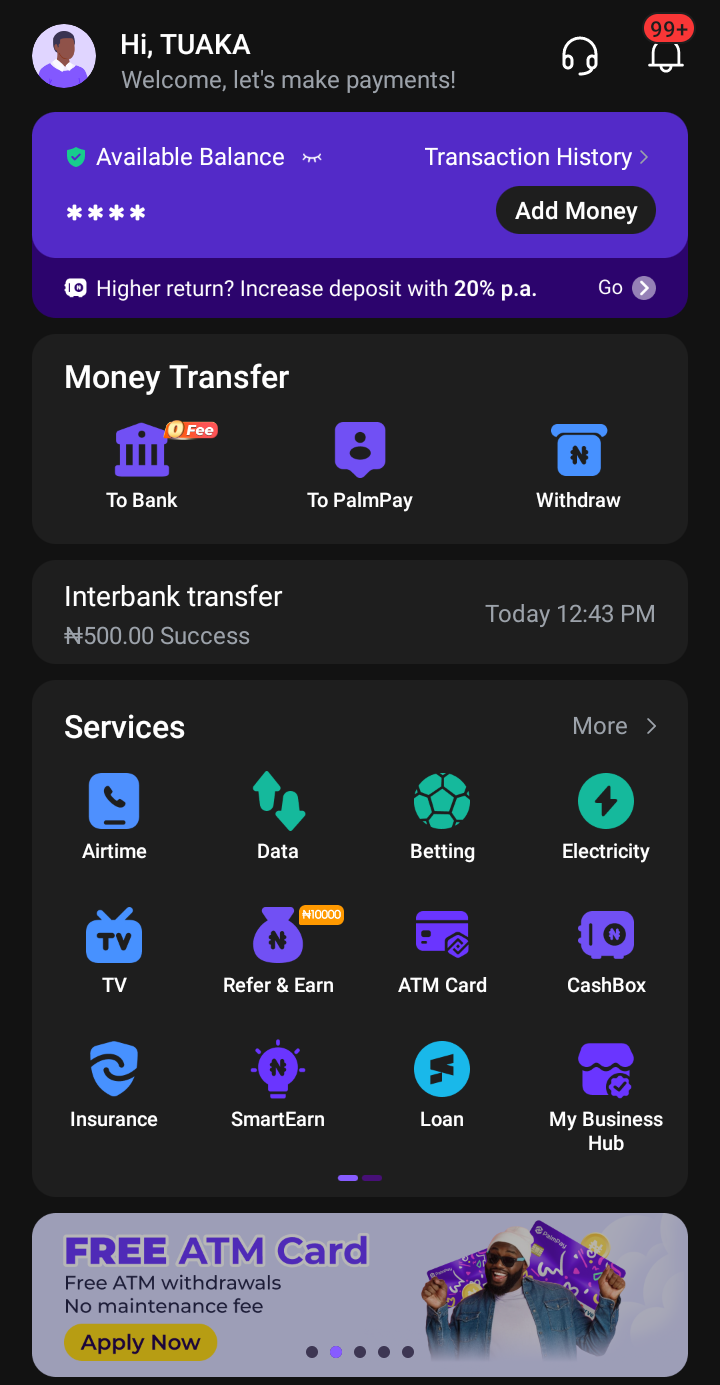 Hi, TUAKA
99+
Welcome, let's make payments!
Available Balance
Transaction History
****
Add Money
Higher return? Increase deposit with 20% p.a.
Go
Money Transfer
0 Fee
To Bank
To PalmPay
Withdraw
Interbank transfer
₦500.00 Success
Today 12:43 PM
Services
More
Airtime
Data
Betting
Electricity
TV
₦10000
TV
Refer & Earn
ATM Card
CashBox
Insurance
SmartEarn
Loan
My Business
Hub
FREE ATM Card
Free ATM withdrawals
No maintenance fee
Apply Now
PalmPay